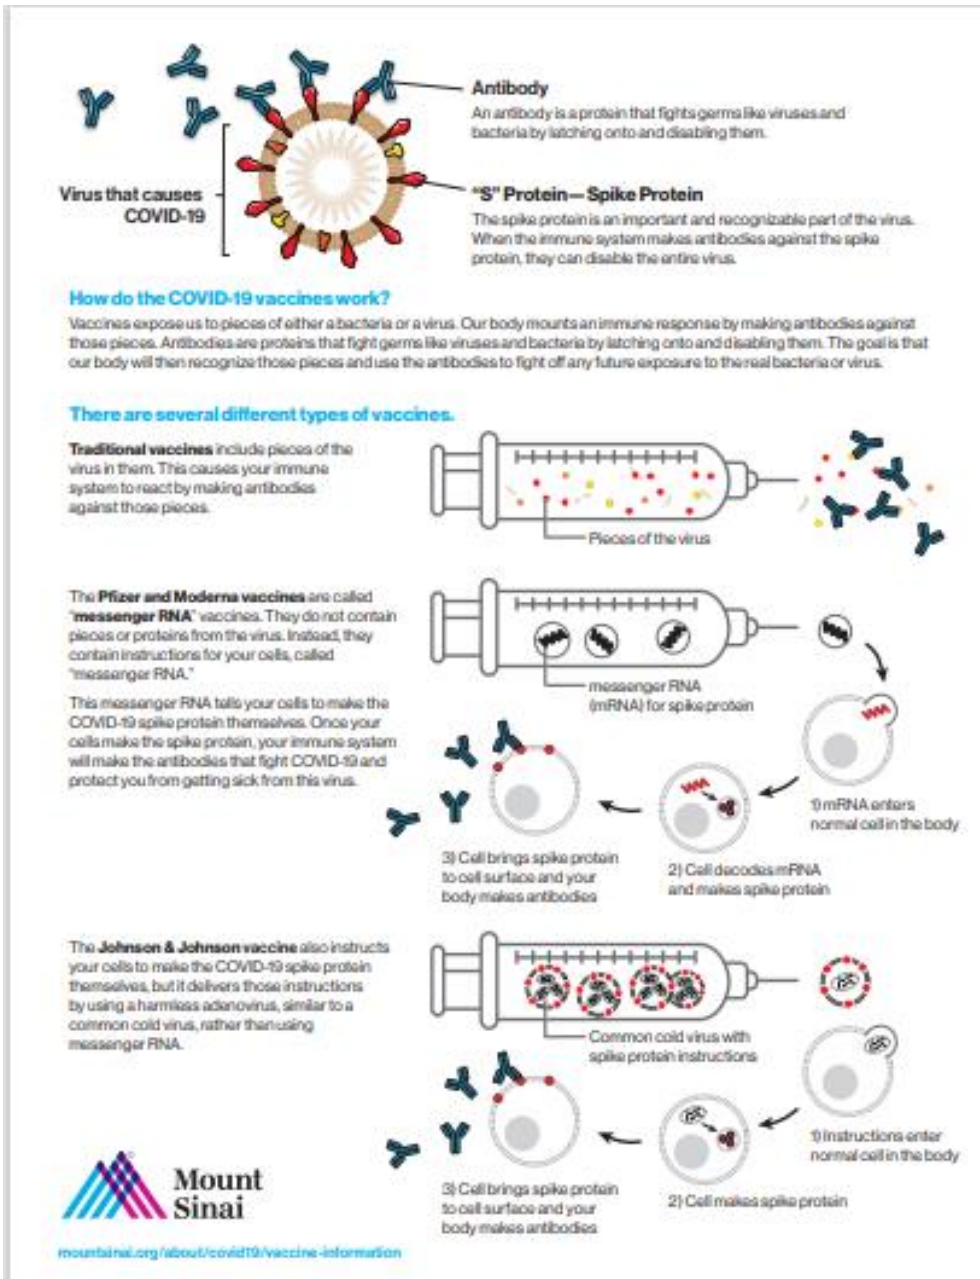 Antibody
An antibody is a protein that fights germs like viruses and
bacteria by latching onto and disabling them.
Virus that causes
COVID-19
"S" Protein—Spike Protein
The spike protein is an important and recognizable part of the virus.
When the immune system makes antibodies against the spike
protein, they can disable the entire virus.
How do the COVID-19 vaccines work?
Vaccines expose us to pieces of either a bacteria or a virus. Our body mounts an immune response by making antibodies against
those pieces. Antibodies are proteins that fight germs like viruses and bacteria by latching onto and disabling them. The goal is that
our body will then recognize those pieces and use the antibodies to fight off any future exposure to the real bacteria or virus.
There are several different types of vaccines.
Traditional vaccines include pieces of the
virus in them. This causes your immune
system to react by making antibodies
against those pieces.
Pieces of the virus
The Pfizer and Moderna vaccines are called
"messenger RNA" vaccines. They do not contain
pieces or proteins from the virus. Instead, they
contain instructions for your cells, called
"messenger RNA."
This messenger RNA tells your cells to make the
COVID-19 spike protein themselves. Once your
cells make the spike protein, your immune system
will make the antibodies that fight COVID-19 and
protect you from getting sick from this virus.
messenger RNA
(mRNA) for spike protein
1) mRNA enters
normal cell in the body
2) Cell decodes mRNA
and makes spike protein
3) Cell brings spike protein
to cell surface and your
body makes antibodies
The Johnson & Johnson vaccine also instructs
your cells to make the COVID-19 spike protein
themselves, but it delivers those instructions
by using a harmless adenovirus, similar to a
common cold virus, rather than using
messenger RNA.
Common cold virus with
spike protein instructions
1) Instructions enter
normal cell in the body
2) Cell makes spike protein
3) Cell brings spike protein
to cell surface and your
body makes antibodies
Mount
Sinai
mountsinai.org/about/covid19/vaccine-information